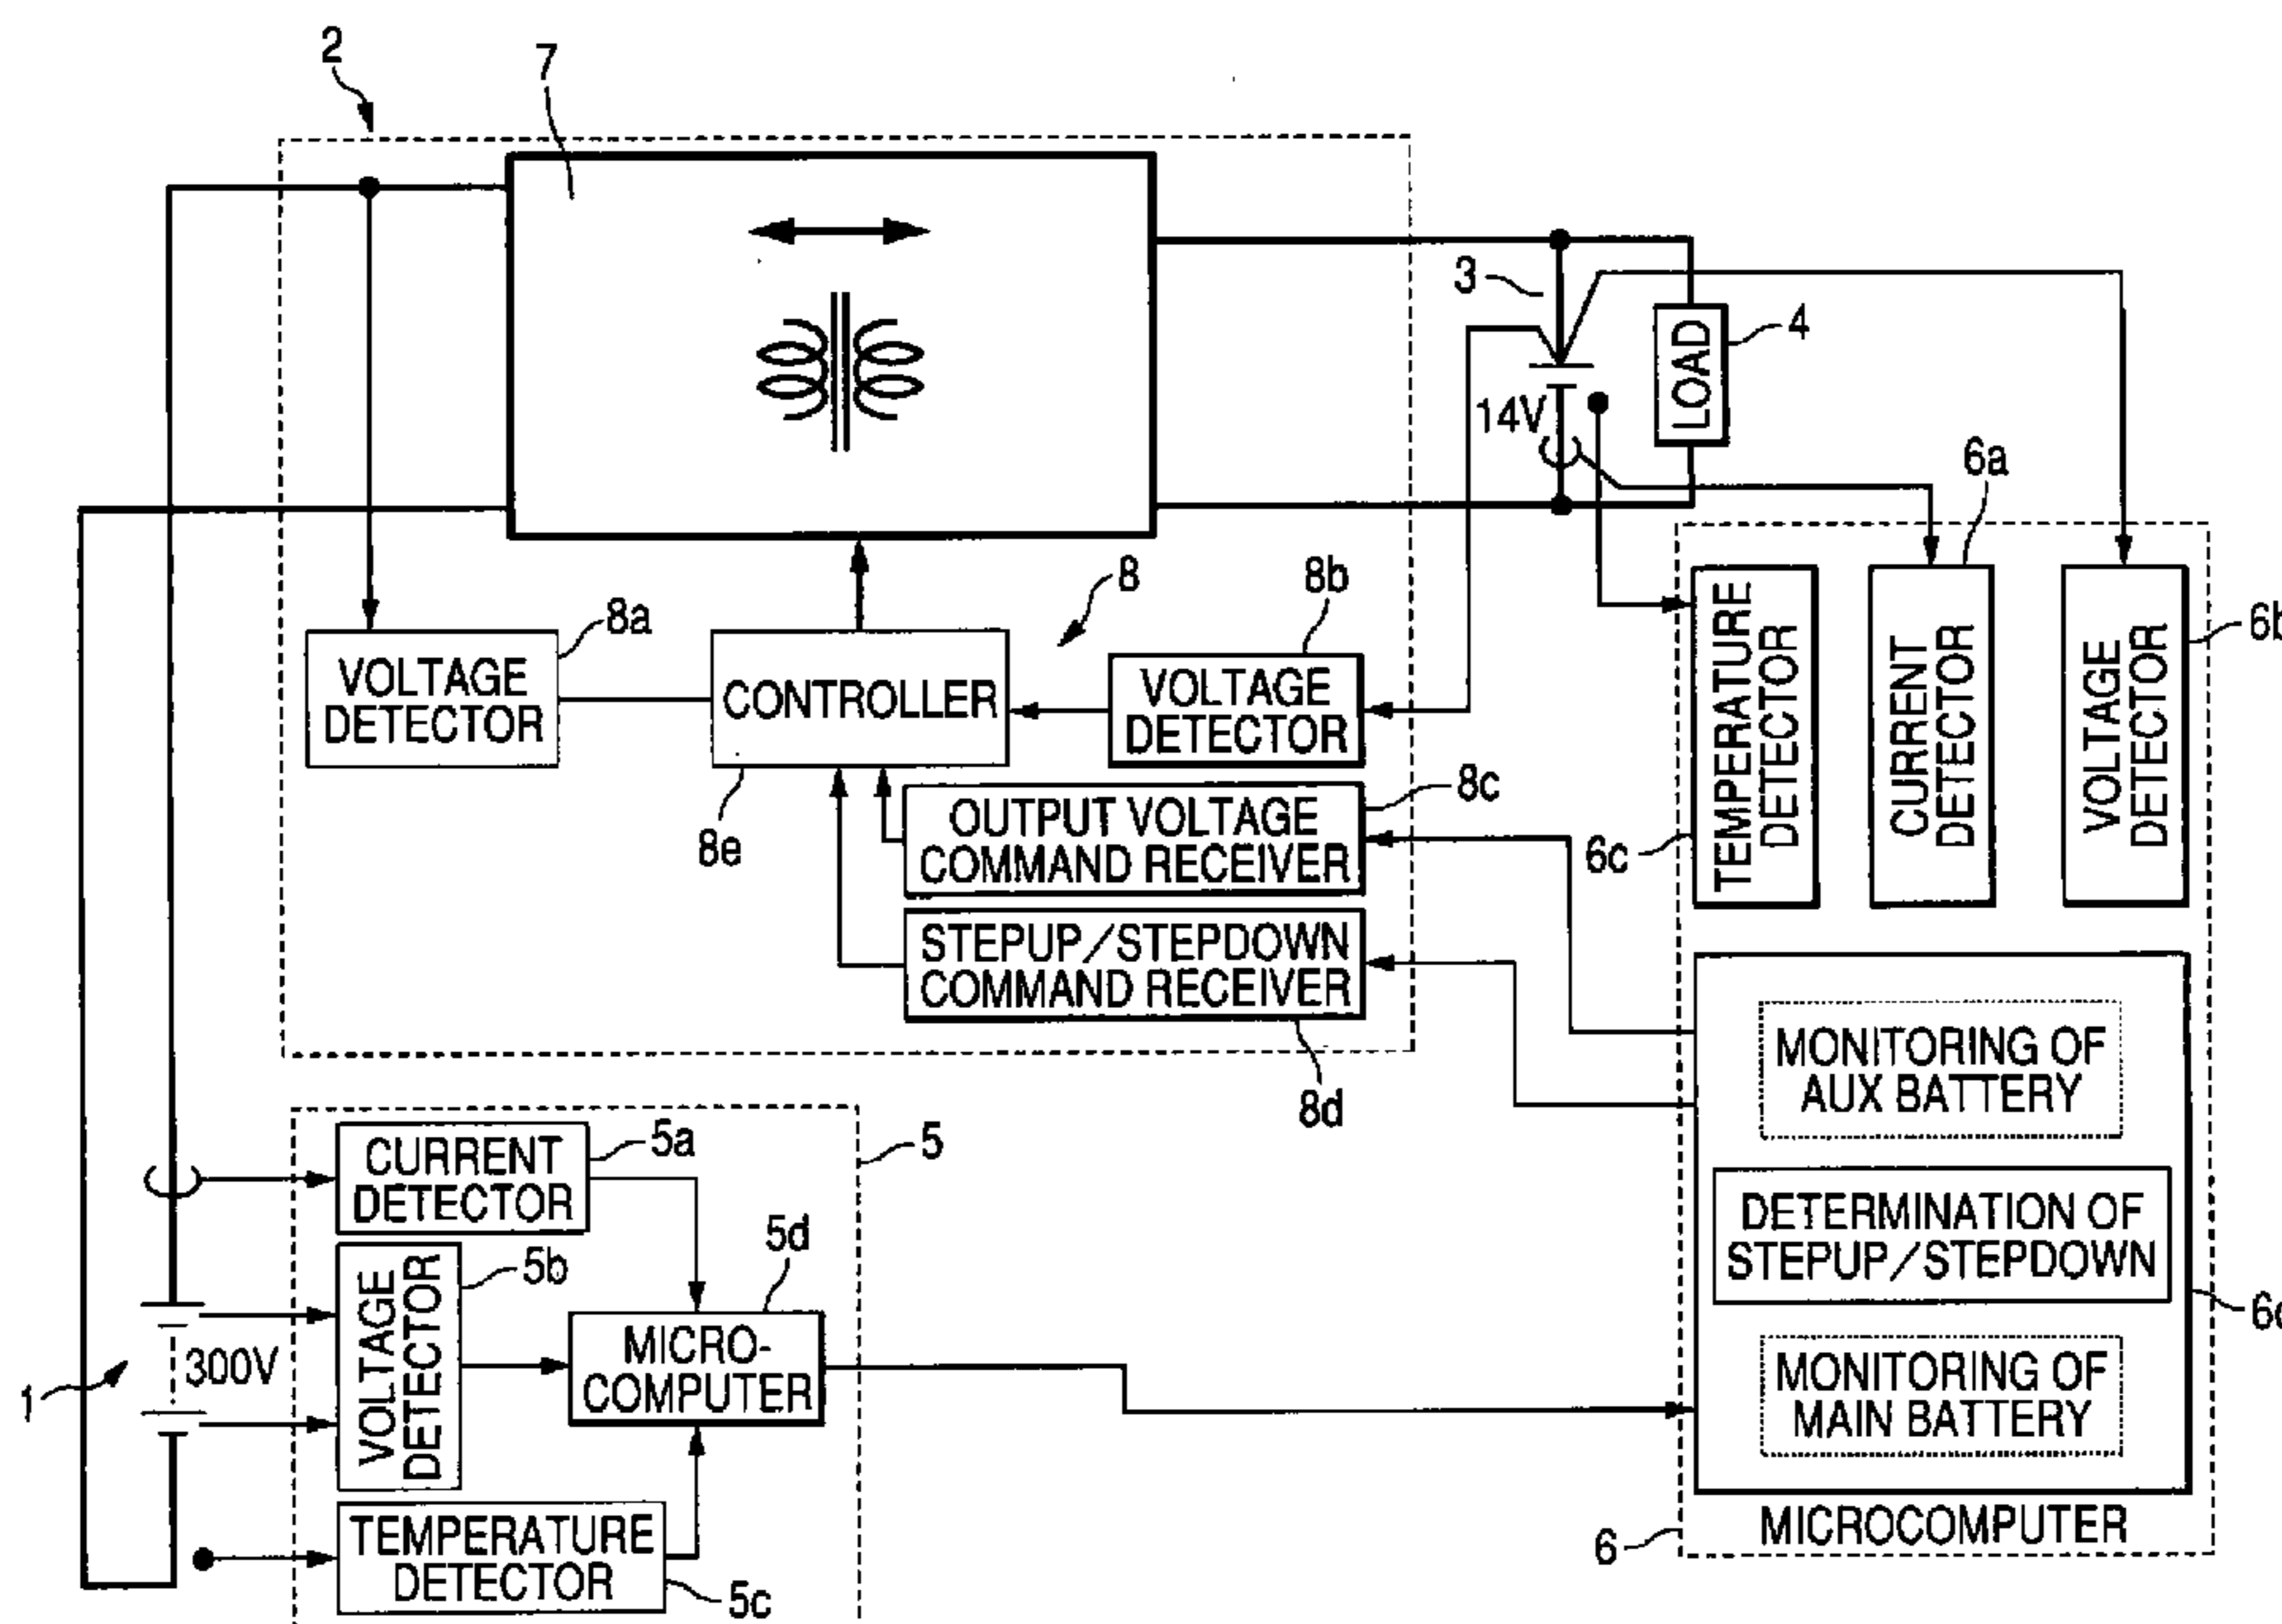 2
7
3
LOAD
4
14V
6a
8
8b
8a
6b
VOLTAGE
DETECTOR
CONTROLLER
VOLTAGE
DETECTOR
TEMPERATURE
DETECTOR
CURRENT
DETECTOR
VOLTAGE
DETECTOR
8c
8e
OUTPUT VOLTAGE
COMMAND RECEIVER
6c
STEPUP/STEPDOWN
COMMAND RECEIVER
8d
MONITORING OF
AUX BATTERY
DETERMINATION OF
STEPUP/STEPDOWN
MONITORING OF
MAIN BATTERY
MICROCOMPUTER
6
5
CURRENT
DETECTOR
5a
5d
VOLTAGE
DETECTOR
5b
MICRO-
COMPUTER
1
300V
TEMPERATURE
DETECTOR
5c